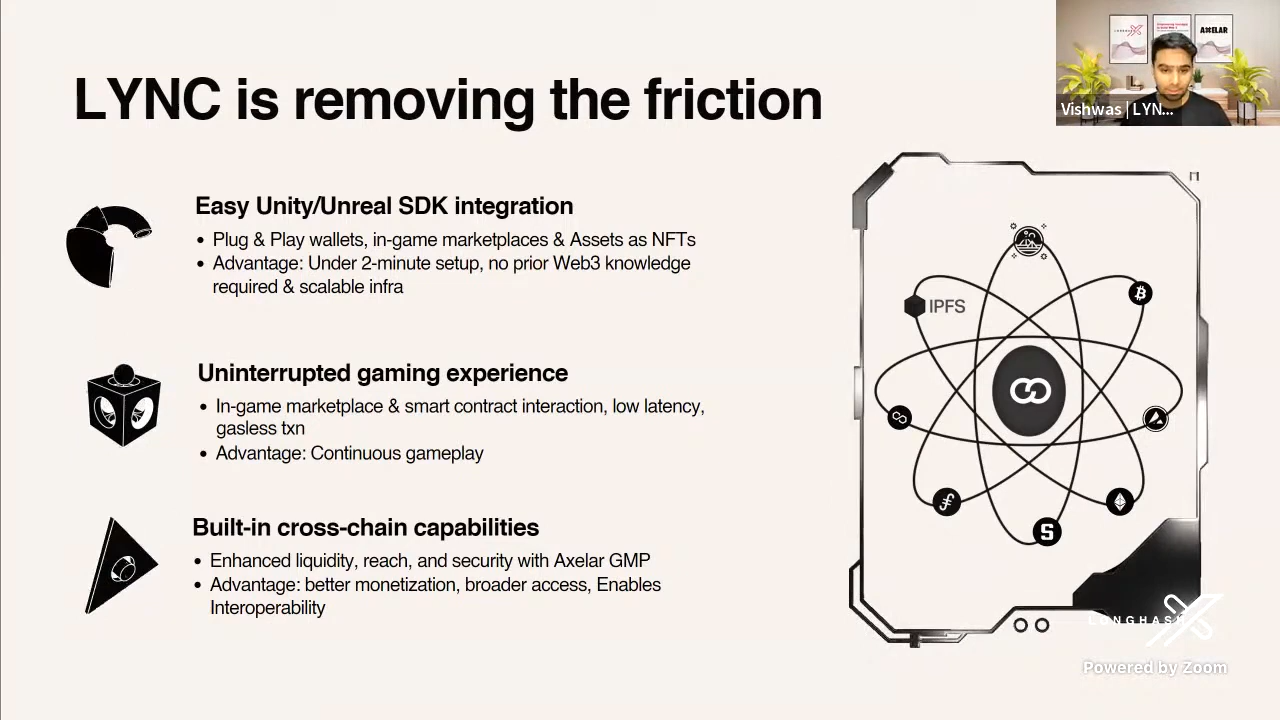 LYNC is removing the friction
AXELAR
Vishwas | LYN...
Easy Unity/Unreal SDK integration
• Plug & Play wallets, in-game marketplaces & Assets as NFTs
• Advantage: Under 2-minute setup, no prior Web3 knowledge
required & scalable infra
Uninterrupted gaming experience
• In-game marketplace & smart contract interaction, low latency,
gasless txn
• Advantage: Continuous gameplay
Built-in cross-chain capabilities
• Enhanced liquidity, reach, and security with Axelar GMP
• Advantage: better monetization, broader access, Enables
Interoperability
IPFS
LONGHASH
Powered by Zoom